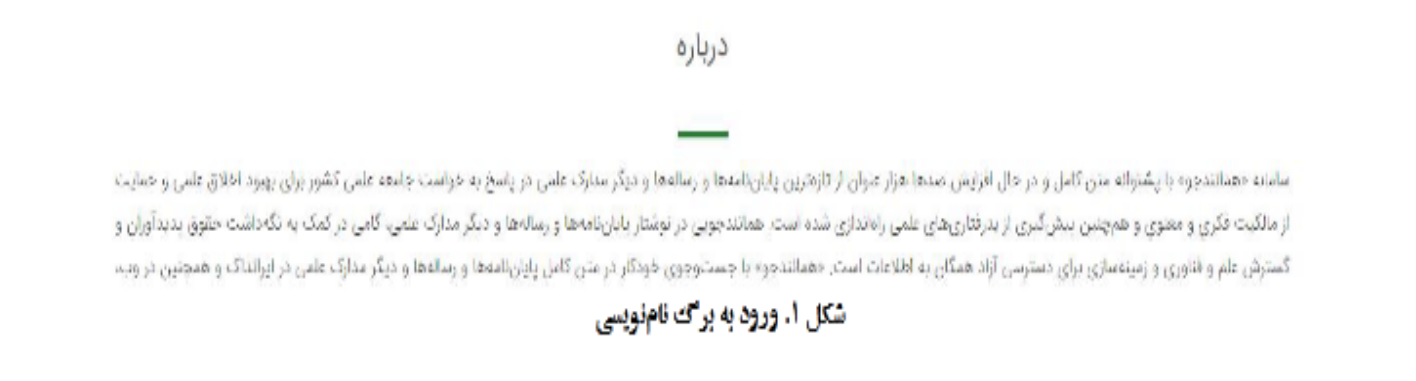 درباره
سامانه «همانندجو» با پشتوانه متن کامل و در حال افزایش صدها هزار عنوان از تازه‌ترین پایان‌نامه‌ها و رساله‌ها و دیگر مدارک علمی در پاسخ به خواست جامعه علمی کشور برای بهبود اخلاق علمی و حمایت
از مالکیت فکری و معنوی و همچنین پیش‌گیری از بدرفتاری‌های علمی راه‌اندازی شده است. همانندجویی در نوشتار پایان‌نامه‌ها و رساله‌ها و دیگر مدارک علمی، گامی در کمک به نگه‌داشت حقوق پدیدآوران و
گسترش علم و فناوری و زمینه‌سازی برای دسترسی آزاد همگان به اطلاعات است. «همانندجو» با جست‌وجوی خودکار در متن کامل پایان‌نامه‌ها و رساله‌ها و دیگر مدارک علمی در ایرانداک و همچنین در وب،
شکل ۱. ورود به برگ نام‌نویسی